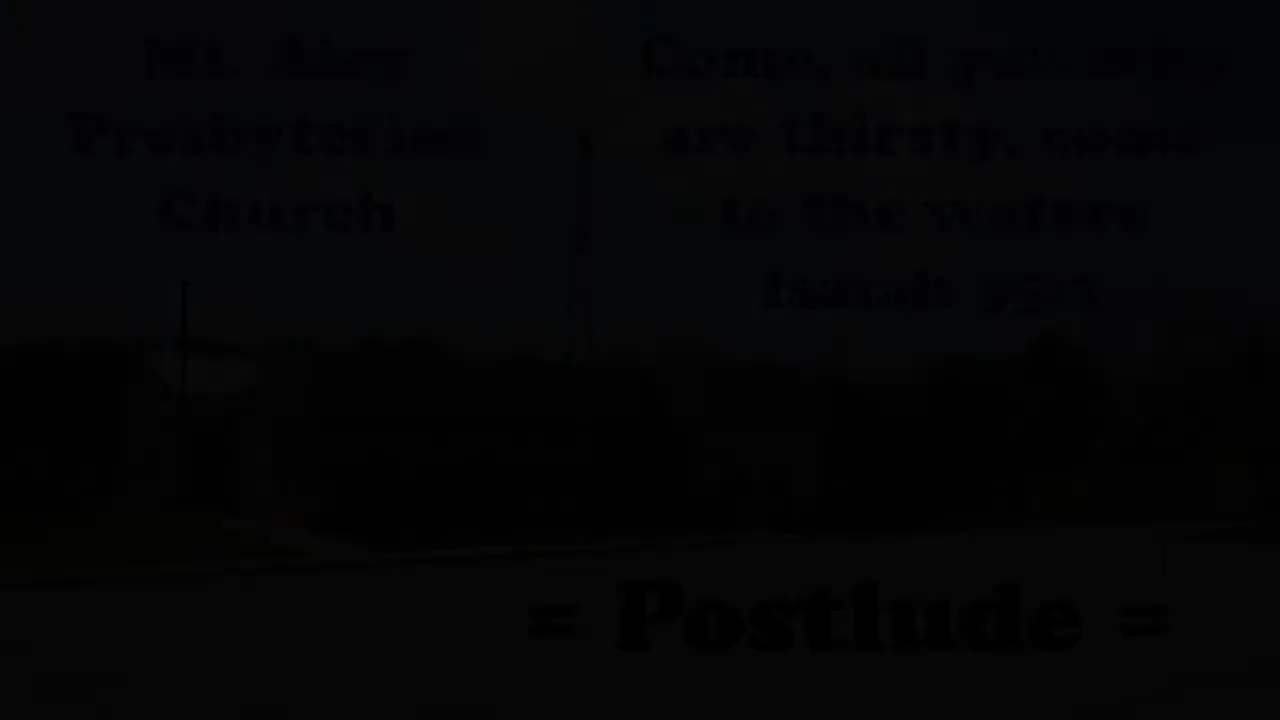 Mt. Airy
Presbyterian
Church
Come, all you who
are thirsty, come
to the waters
Isaiah 55:1
= Postlude =